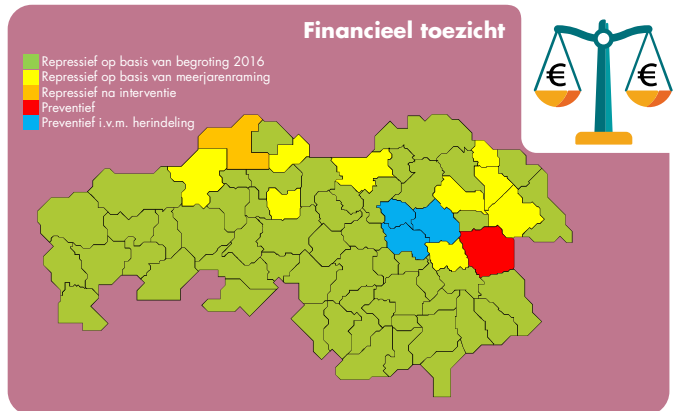 Financieel toezicht
Repressief op basis van begroting 2016
Repressief op basis van meerjarenraming
Repressief na interventie
Preventief
Preventief i.v.m. herindeling
€ €